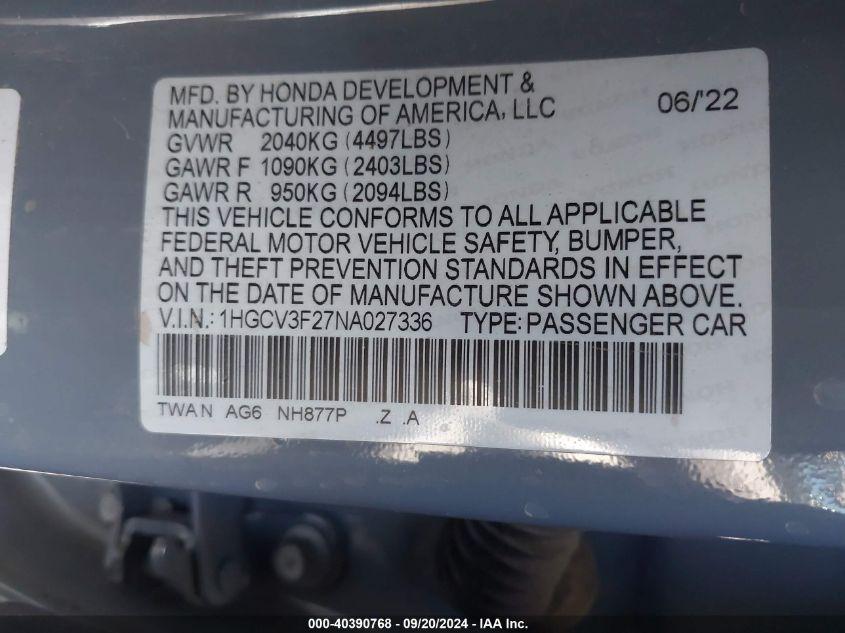 MFD. BY HONDA DEVELOPMENT &
MANUFACTURING OF AMERICA, LLC 06/'22
GVWR 2040KG (4497LBS)
GAWR F 1090KG (2403LBS)
GAWR R 950KG (2094LBS)
THIS VEHICLE CONFORMS TO ALL APPLICABLE
FEDERAL MOTOR VEHICLE SAFETY, BUMPER,
AND THEFT PREVENTION STANDARDS IN EFFECT
ON THE DATE OF MANUFACTURE SHOWN ABOVE.
V.I.N.: 1HGCV3F27NA027336 TYPE: PASSENGER CAR
TWA N AG6 NH877P .Z .A
000-40390768 - 09/20/2024 - IAA Inc.